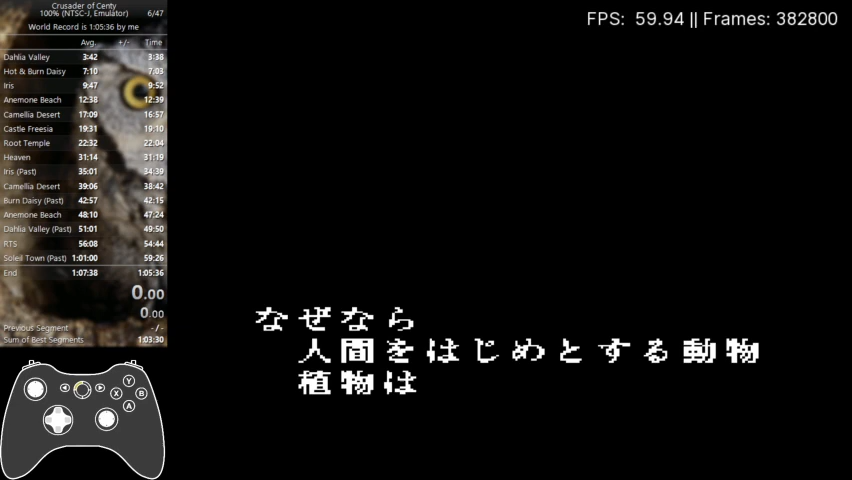 Crusader of Centy
100% (NTSC-J, Emulator) 6/47
World Record is 1:05:36 by me
Avg. +/- Time
Dahlia Valley 3:42 3:38
Hot & Burn Daisy 7:10 7:03
Iris 9:47 9:52
Anemone Beach 12:38 12:39
Camellia Desert 17:09 16:57
Castle Freesia 19:31 19:10
Root Temple 22:32 22:04
Heaven 31:14 31:19
Iris (Past) 35:01 34:39
Camellia Desert 39:06 38:42
Burn Daisy (Past) 42:57 42:15
Anemone Beach 48:10 47:24
Dahlia Valley (Past) 51:01 49:50
RTS 56:08 54:44
Soleil Town (Past) 1:01:00 59:26
End 1:07:38 1:05:36
0.00
0.00
Previous Segment - / -
Sum of Best Segments 1:03:30
Y
X B
A
FPS: 59.94 || Frames: 382800
なぜなら
人間をはじめとする動物
植物は